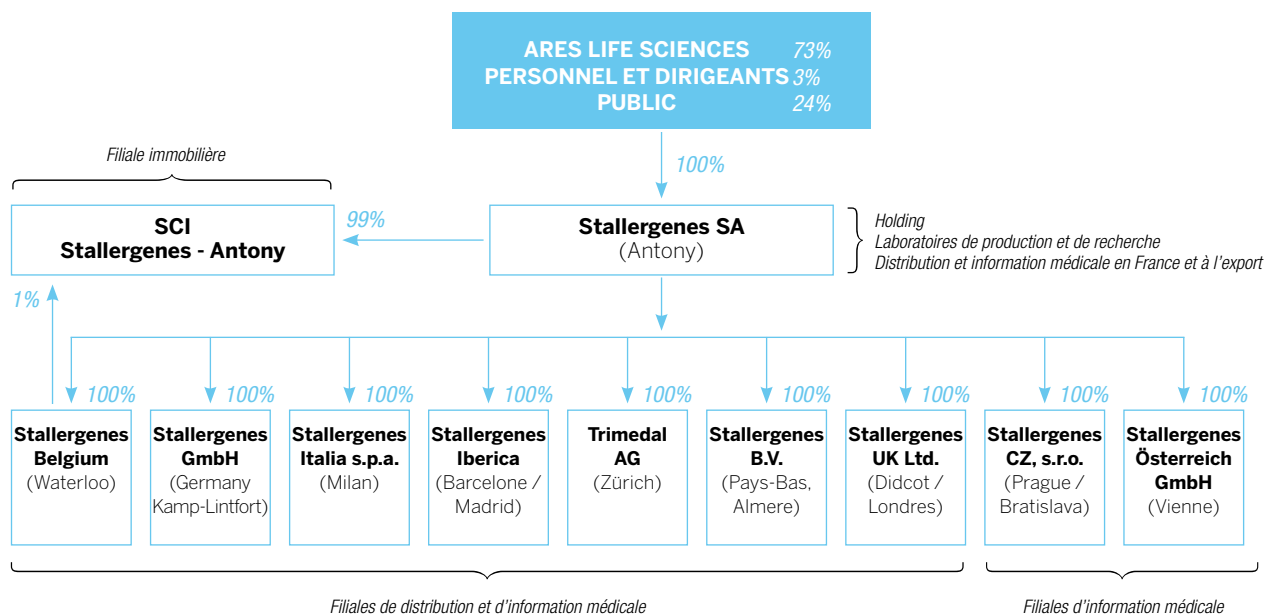 ARES LIFE SCIENCES 73%
PERSONNEL ET DIRIGEANTS 3%
PUBLIC 24%
100%
Filiale immobilière
SCI
Stallergenes - Antony
99%
Stallergenes SA
(Antony)
Holding
Laboratoires de production et de recherche
Distribution et information médicale en France et à l'export
1%
100% 100% 100% 100% 100% 100% 100% 100% 100%
Stallergenes
Belgium
(Waterloo)
Stallergenes
GmbH
(Germany
Kamp-Lintfort)
Stallergenes
Italia s.p.a.
(Milan)
Stallergenes
Iberica
(Barcelone /
Madrid)
Trimedal
AG
(Zürich)
Stallergenes
B.V.
(Pays-Bas,
Almere)
Stallergenes
UK Ltd.
(Didcot /
Londres)
Stallergenes
CZ, s.r.o.
(Prague /
Bratislava)
Stallergenes
Österreich
GmbH
(Vienne)
Filiales de distribution et d'information médicale
Filiales d'information médicale